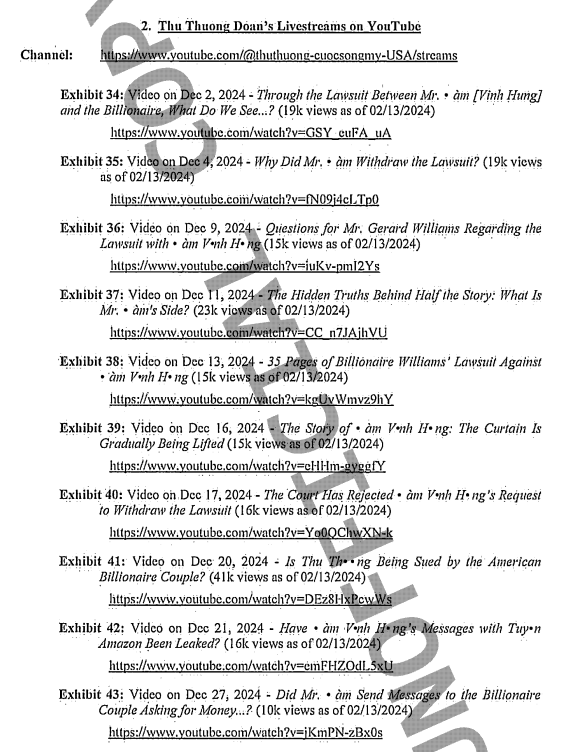 2. Thu Thuong Doan's Livestreams on YouTube
Channel: https://www.youtube.com/@thuthuong-cuocsongmy-USA/streams
Exhibit 34: Video on Dec 2, 2024 - Through the Lawsuit Between Mr. • àm [Vinh Hung]
and the Billionaire, What Do We See...? (19k views as of 02/13/2024)
https://www.youtube.com/watch?v=GSY_euFA_uA
Exhibit 35: Video on Dec 4, 2024 - Why Did Mr. • àm Withdraw the Lawsuit? (19k views
as of 02/13/2024)
https://www.youtube.com/watch?v=fN09j4cLTp0
Exhibit 36: Video on Dec 9, 2024 - Questions for Mr. Gerard Williams Regarding the
Lawsuit with • àm V•nh H•ng (15k views as of 02/13/2024)
https://www.youtube.com/watch?v=iuKv-pmI2Ys
Exhibit 37: Video on Dec 11, 2024 - The Hidden Truths Behind Half the Story: What Is
Mr. • àm's Side? (23k views as of 02/13/2024)
https://www.youtube.com/watch?v=CC_n7JAjhVU
Exhibit 38: Video on Dec 13, 2024 - 35 Pages of Billionaire Williams' Lawsuit Against
• àm V•nh H•ng (15k views as of 02/13/2024)
https://www.youtube.com/watch?v=kgUvWmvz9hY
Exhibit 39: Video on Dec 16, 2024 - The Story of • àm V•nh H•ng: The Curtain Is
Gradually Being Lifted (15k views as of 02/13/2024)
https://www.youtube.com/watch?v=eHHm-gyggfY
Exhibit 40: Video on Dec 17, 2024 - The Court Has Rejected • àm V•nh H•ng's Request
to Withdraw the Lawsuit (16k views as of 02/13/2024)
https://www.youtube.com/watch?v=Yo0QChwXN-k
Exhibit 41: Video on Dec 20, 2024 - Is Thu Th••ng Being Sued by the American
Billionaire Couple? (41k views as of 02/13/2024)
https://www.youtube.com/watch?v=DEz8HxPcwWs
Exhibit 42: Video on Dec 21, 2024 - Have • àm V•nh H•ng's Messages with Tuy•n
Amazon Been Leaked? (16k views as of 02/13/2024)
https://www.youtube.com/watch?v=emFHZOdL5xU
Exhibit 43: Video on Dec 27, 2024 - Did Mr. • àm Send Messages to the Billionaire
Couple Asking for Money...? (10k views as of 02/13/2024)
https://www.youtube.com/watch?v=jKmPN-zBx0s
UNOFFICIAL COPY